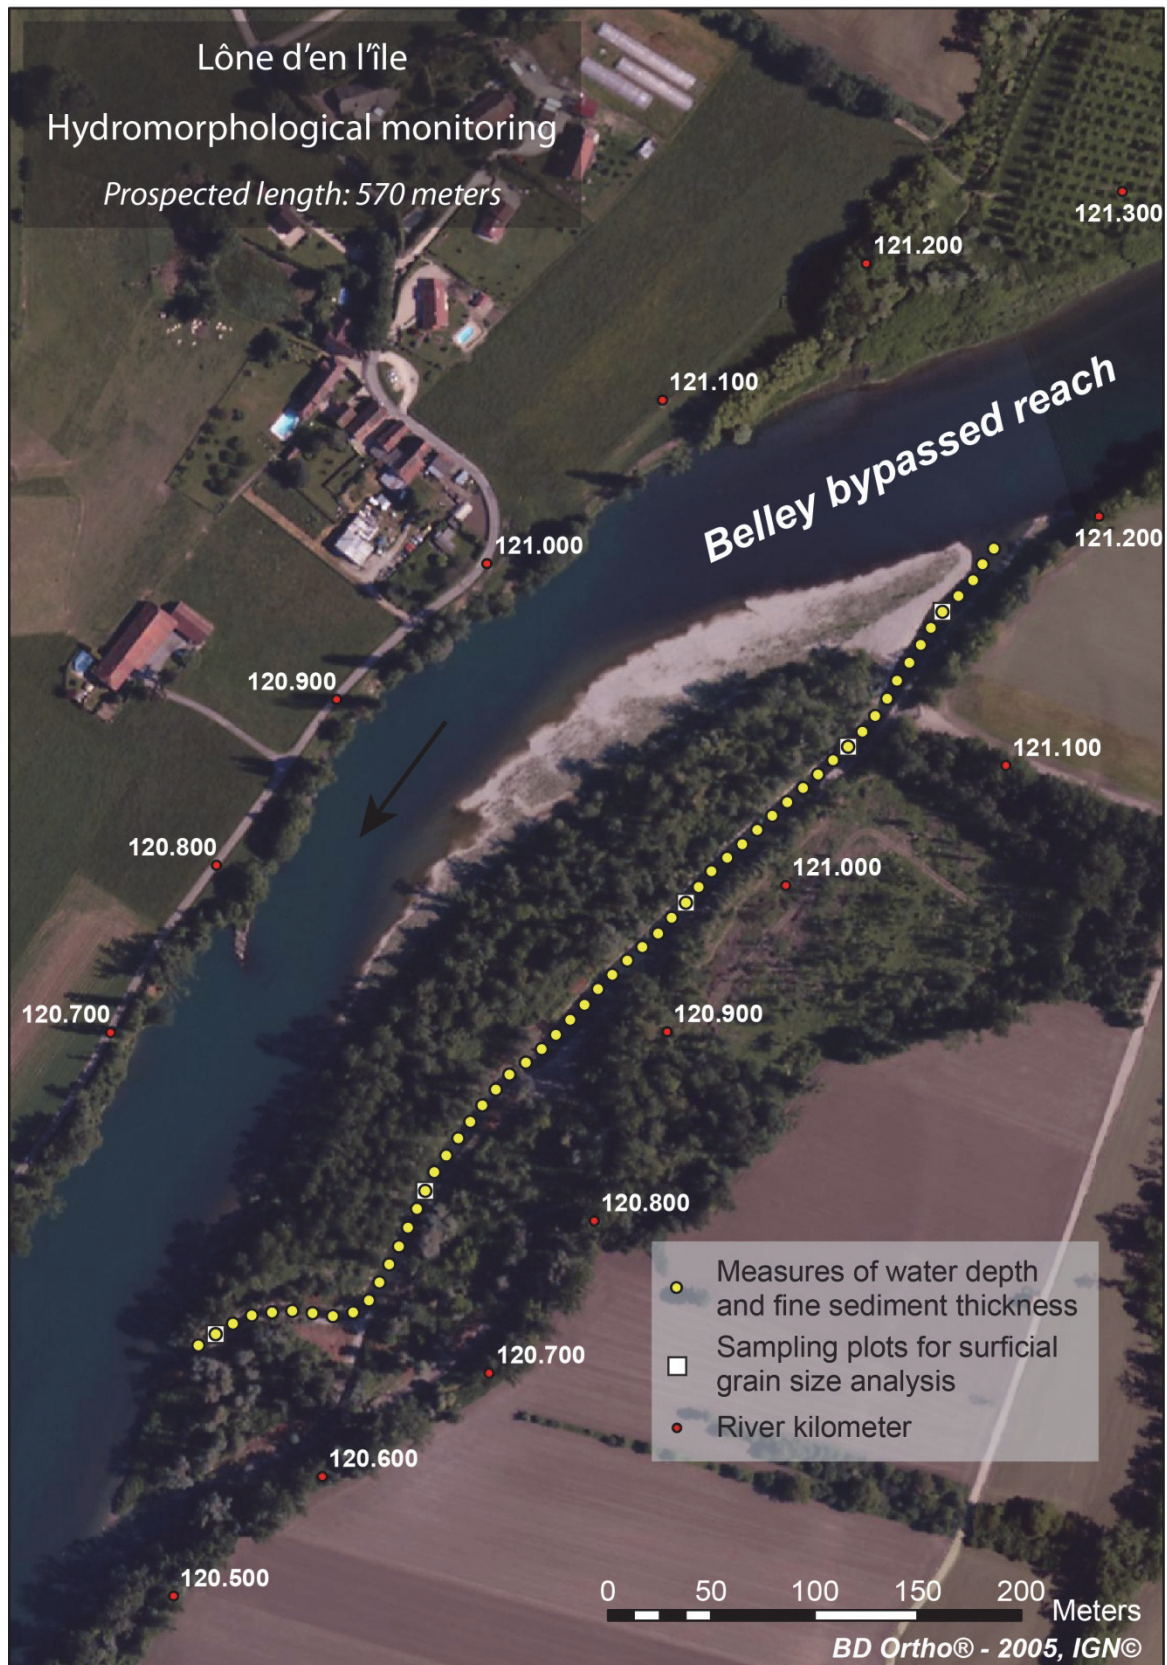 Lône d'en l'île
Hydromorphological monitoring
Prospected length: 570 meters
121.300
121.200
121.100
Belley bypassed reach
121.200
121.000
120.900
121.100
120.800
121.000
120.700
120.900
120.800
Measures of water depth
and fine sediment thickness
Sampling plots for surficial
grain size analysis
River kilometer
120.700
120.600
120.500
0 50 100 150 200
Meters
BD Ortho® - 2005, IGN©